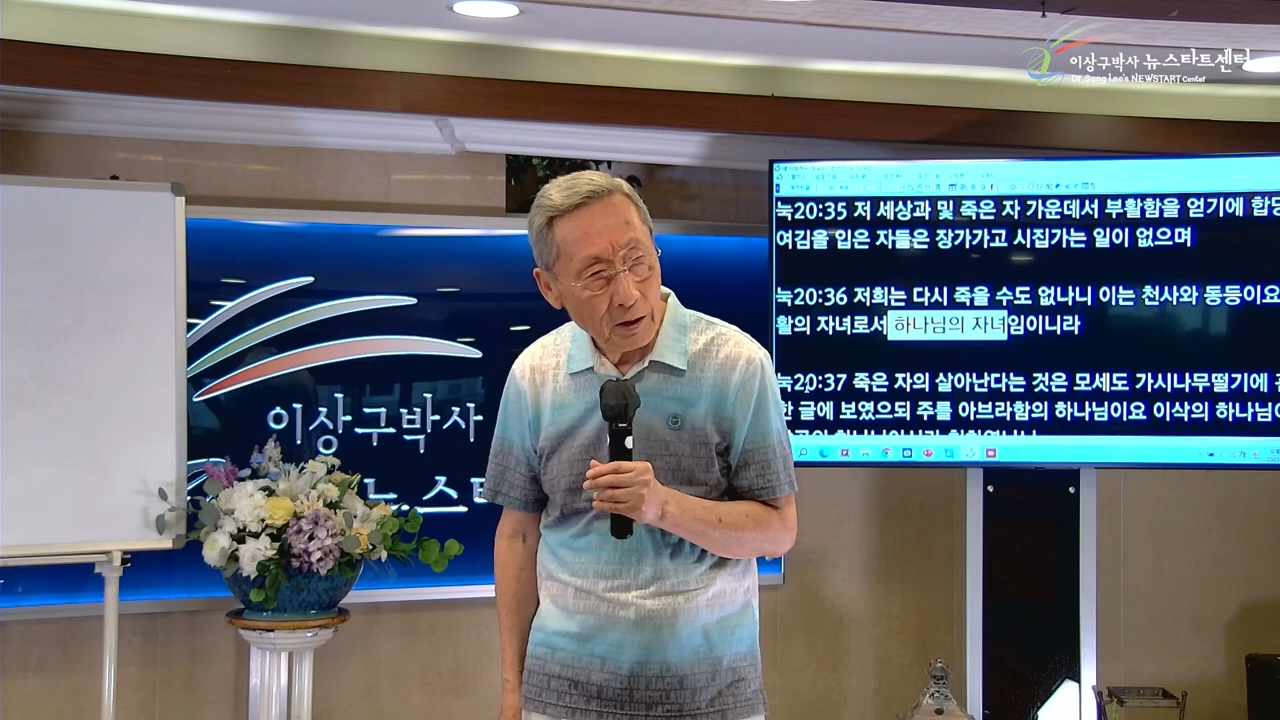 이상구박사 뉴스타트센터
Dr. Sang Lee's NEWSTART Center
눅20:35 저 세상과 및 죽은 자 가운데서 부활함을 얻기에 합당
여김을 입은 자들은 장가가고 시집가는 일이 없으며
눅20:36 저희는 다시 죽을 수도 없나니 이는 천사와 동등이요
활의 자녀로서 하나님의 자녀임이니라
눅20:37 죽은 자의 살아난다는 것은 모세도 가시나무떨기에
한 글에 보였으되 주를 아브라함의 하나님이요 이삭의 하나님이
이상구박사
뉴스타
JACK NICKLAUS